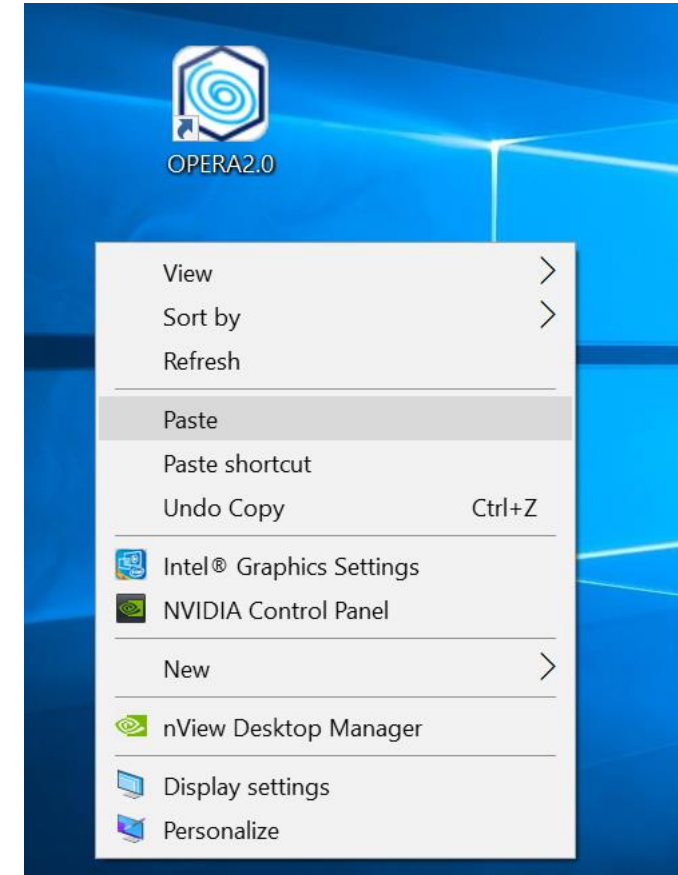 OPERA2.0
View
Sort by
Refresh
Paste
Paste shortcut
Undo Copy Ctrl+Z
Intel® Graphics Settings
NVIDIA Control Panel
New
nView Desktop Manager
Display settings
Personalize